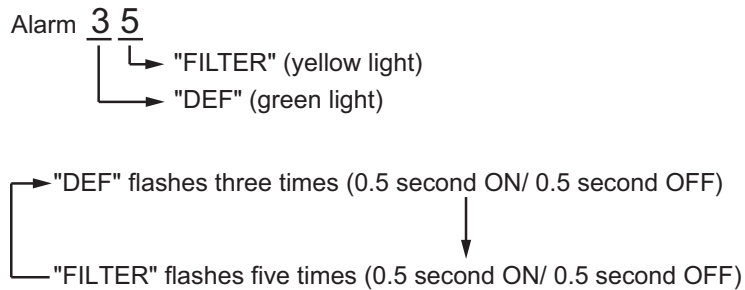 Alarm 3 5
"FILTER" (yellow light)
"DEF" (green light)
"DEF" flashes three times (0.5 second ON/ 0.5 second OFF)
"FILTER" flashes five times (0.5 second ON/ 0.5 second OFF)